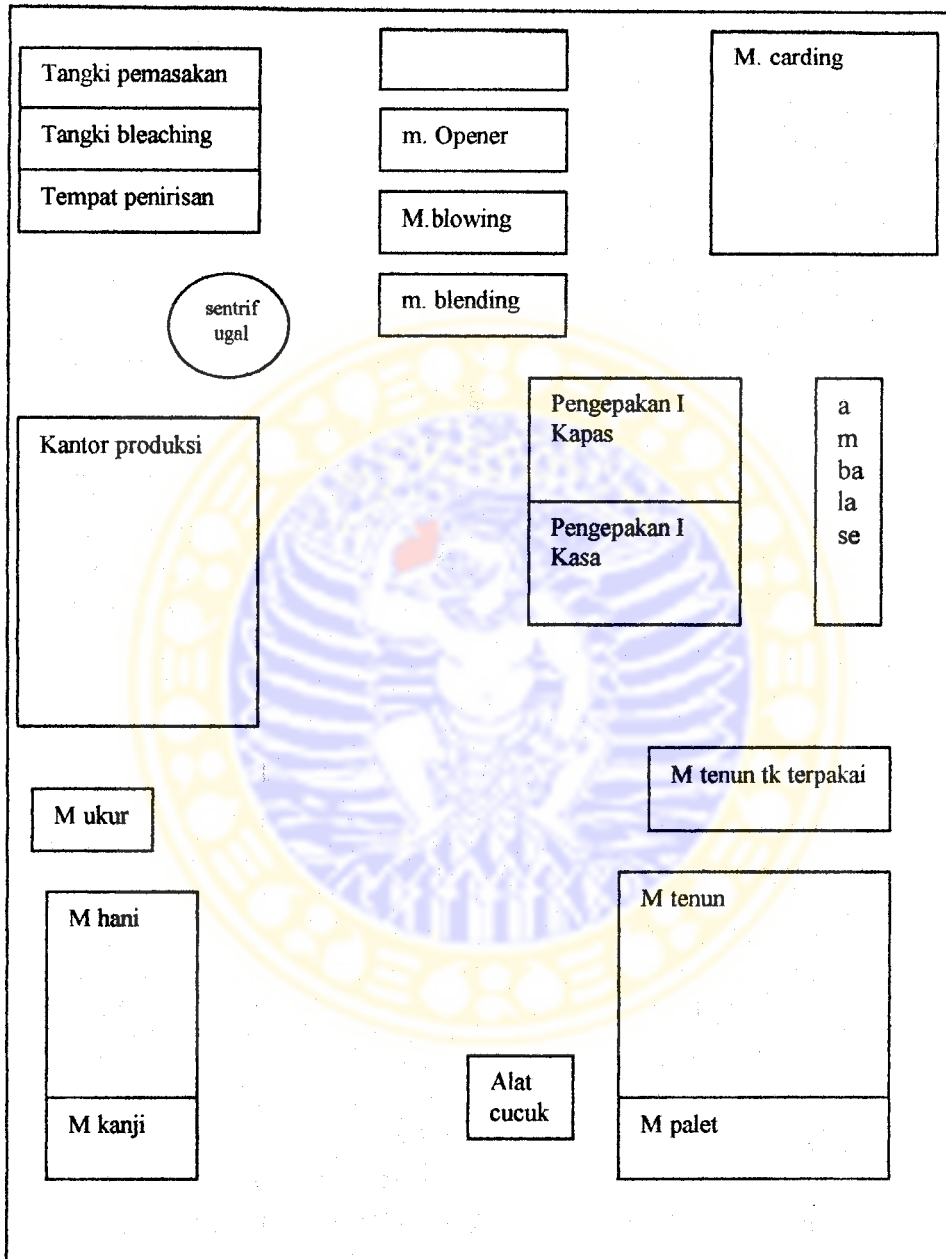 Tangki pemasakan
Tangki bleaching
Tempat penirisan
m. Opener
M.blowing
m. blending
M. carding
sentrif
ugal
Kantor produksi
Pengepakan I
Kapas
Pengepakan I
Kasa
a
m
ba
la
se
M ukur
M tenun tk terpakai
M hani
M kanji
Alat
cucuk
M tenun
M palet